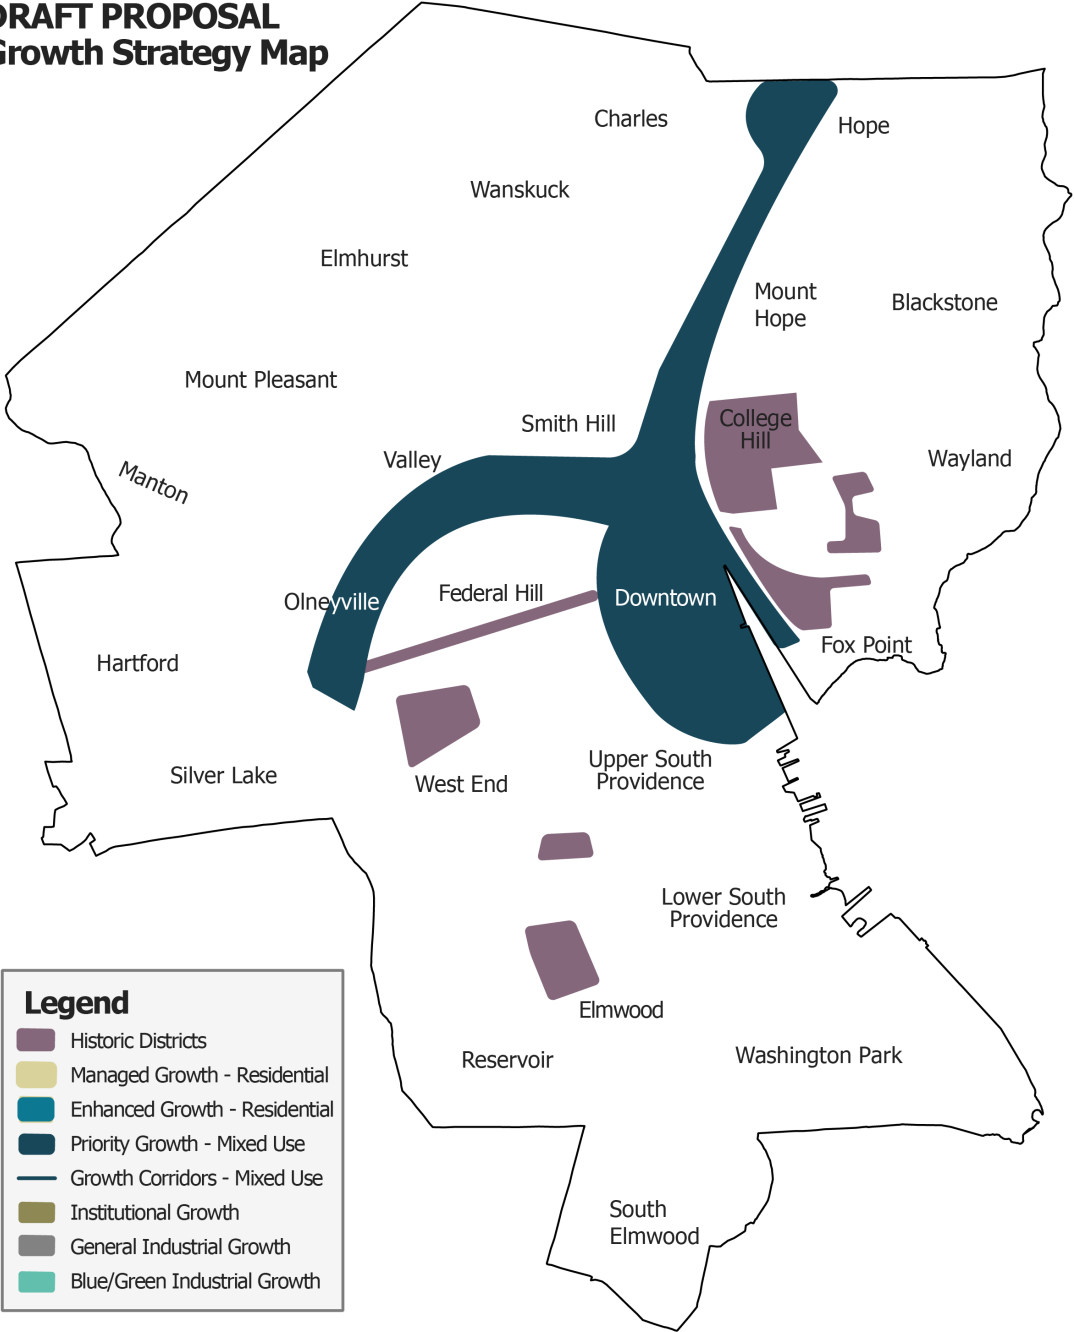 DRAFT PROPOSAL
Growth Strategy Map
Charles
Hope
Wanskuck
Elmhurst
Mount
Hope
Blackstone
Mount Pleasant
College
Hill
Smith Hill
Valley
Wayland
Manton
Federal Hill
Olneyville
Downtown
Fox Point
Hartford
Upper South
Providence
Silver Lake
West End
Lower South
Providence
Elmwood
Reservoir
Washington Park
South
Elmwood
Legend
Historic Districts
Managed Growth - Residential
Enhanced Growth - Residential
Priority Growth - Mixed Use
Growth Corridors - Mixed Use
Institutional Growth
General Industrial Growth
Blue/Green Industrial Growth